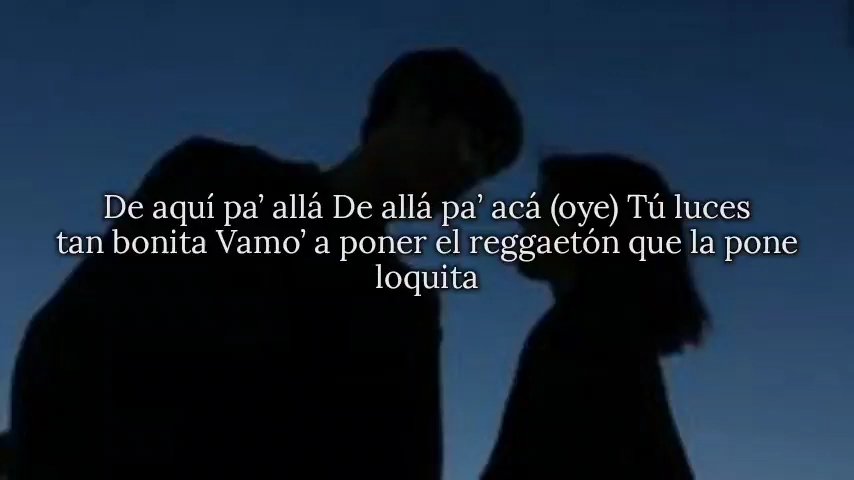 De aquí pa’ allá De allá pa’ acá (oye) Tú luces
tan bonita Vamo’ a poner el reggaetón que la pone
loquita